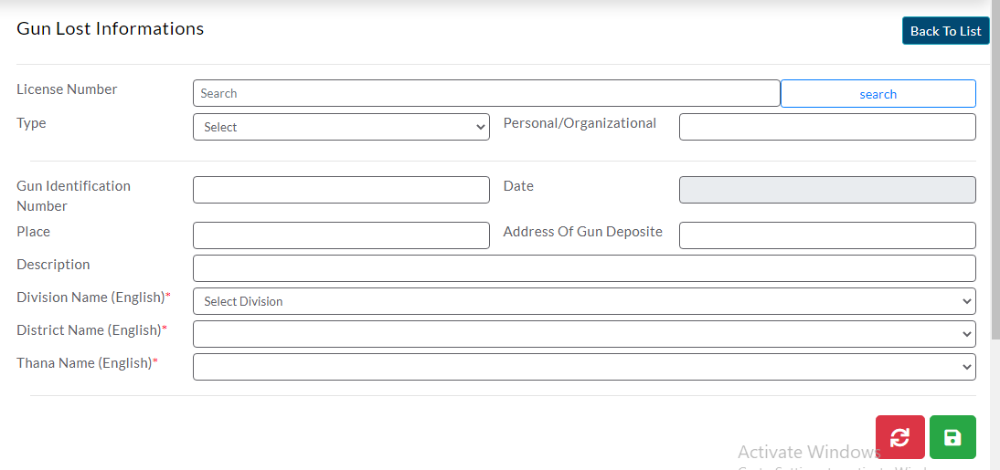 Gun Lost Informations
Back To List
License Number
Search
search
Type
Select
Personal/Organizational
Gun Identification
Number
Date
Place
Address Of Gun Deposite
Description
Division Name (English)*
Select Division
District Name (English)*
Thana Name (English)*
Activate Windows